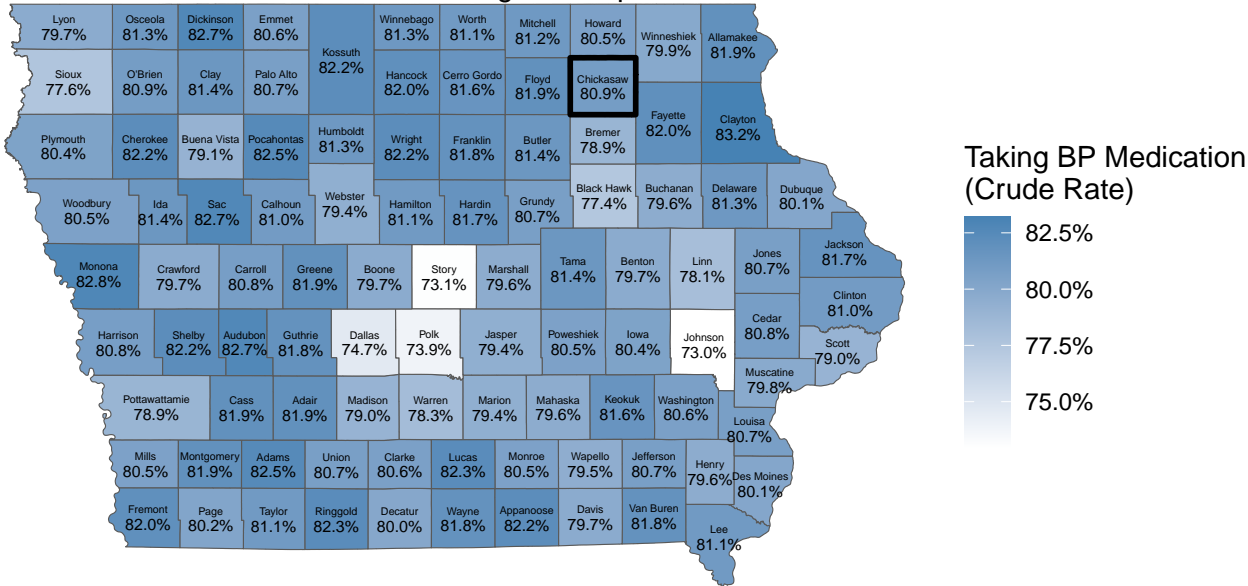 Lyon Osceola Dickinson Emmet Winnebago Worth Mitchell Howard
79.7% 81.3% 82.7% 80.6% 81.3% 81.1% 81.2% 80.5%
Kossuth Winneshiek Allamakee
82.2% 79.9% 81.9%
Sioux O'Brien Clay Palo Alto Hancock Cerro Gordo Floyd Chickasaw
77.6% 80.9% 81.4% 80.7% 82.0% 81.6% 81.9% 80.9%
Fayette Clayton
82.0% 83.2%
Plymouth Cherokee Buena Vista Pocahontas Humboldt Wright Franklin Butler Bremer
80.4% 82.2% 79.1% 82.5% 81.3% 82.2% 81.8% 81.4% 78.9%
Taking BP Medication
(Crude Rate)
82.5%
80.0%
77.5%
75.0%
Woodbury Ida Sac Calhoun Webster Hamilton Hardin Grundy Black Hawk Buchanan Delaware Dubuque
80.5% 81.4% 82.7% 81.0% 79.4% 81.1% 81.7% 80.7% 77.4% 79.6% 81.3% 80.1%
Monona Crawford Carroll Greene Boone Story Marshall Tama Benton Linn Jones Jackson
82.8% 79.7% 80.8% 81.9% 79.7% 73.1% 79.6% 81.4% 79.7% 78.1% 80.7% 81.7%
Clinton
81.0%
Harrison Shelby Audubon Guthrie Dallas Polk Jasper Poweshiek Iowa Johnson Cedar Scott
80.8% 82.2% 82.7% 81.8% 74.7% 73.9% 79.4% 80.5% 80.4% 73.0% 80.8% 79.0%
Muscatine
79.8%
Pottawattamie Cass Adair Madison Warren Marion Mahaska Keokuk Washington
78.9% 81.9% 81.9% 79.0% 78.3% 79.4% 79.6% 81.6% 80.6%
Louisa
80.7%
Mills Montgomery Adams Union Clarke Lucas Monroe Wapello Jefferson Henry Des Moines
80.5% 81.9% 82.5% 80.7% 80.6% 82.3% 80.5% 79.5% 80.7% 79.6% 80.1%
Fremont Page Taylor Ringgold Decatur Wayne Appanoose Davis Van Buren Lee
82.0% 80.2% 81.1% 82.3% 80.0% 81.8% 82.2% 79.7% 81.8% 81.1%